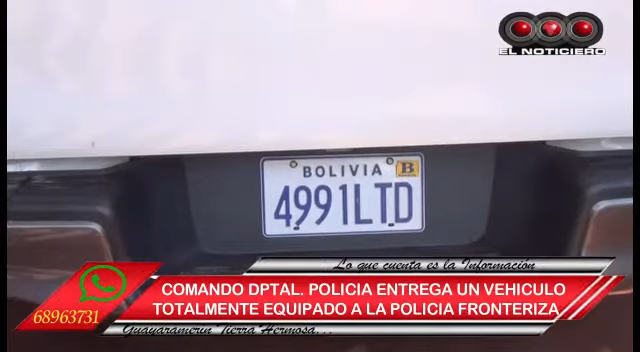 EL NOTICIERO
BOLIVIA B
4991LTD
Lo que cuenta es la Información
COMANDO DPTAL. POLICIA ENTREGA UN VEHICULO
TOTALMENTE EQUIPADO A LA POLICIA FRONTERIZA
68963731
Guayaramerin Tierra Hermosa...